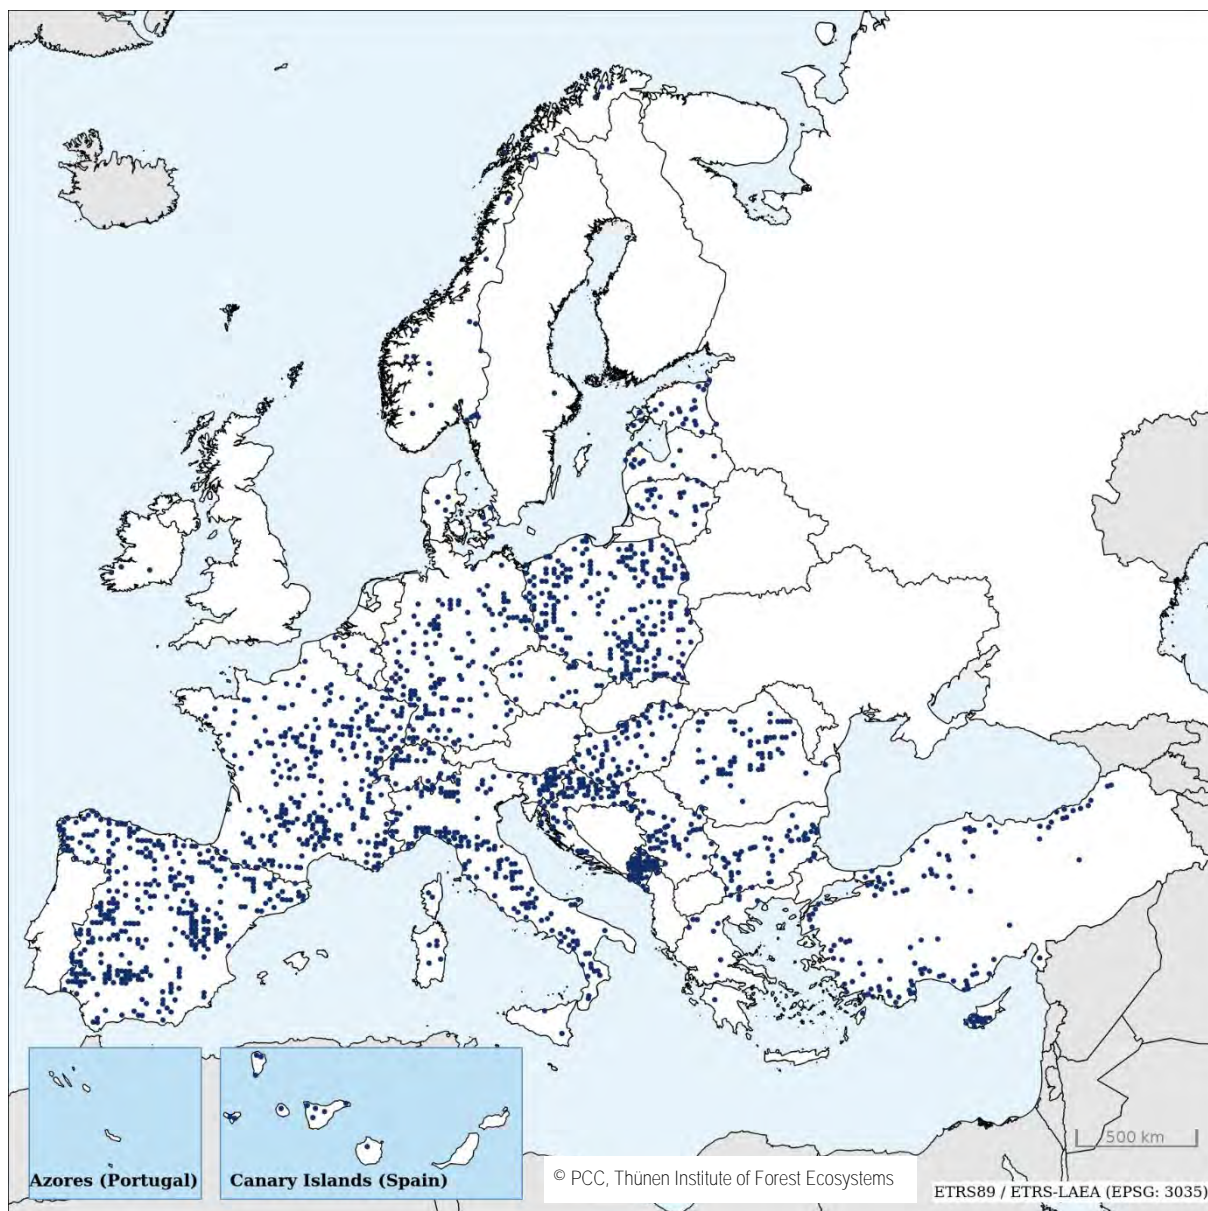 500 km
Azores (Portugal)
Canary Islands (Spain)
© PCC, Thünen Institute of Forest Ecosystems
ETRS89 / ETRS-LAEA (EPSG: 3035)